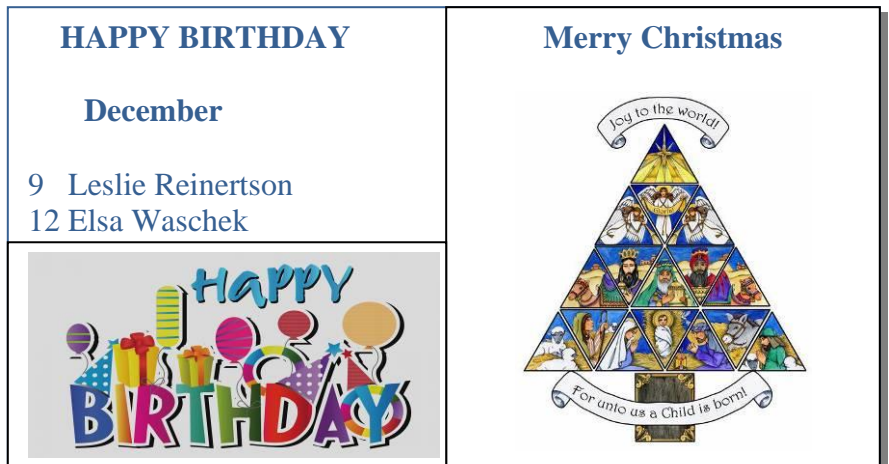 HAPPY BIRTHDAY
December
9 Leslie Reinertson
12 Elsa Waschek
HAPPY
BIRTHDAY
Merry Christmas
Joy to the world!
For unto us a Child is born!